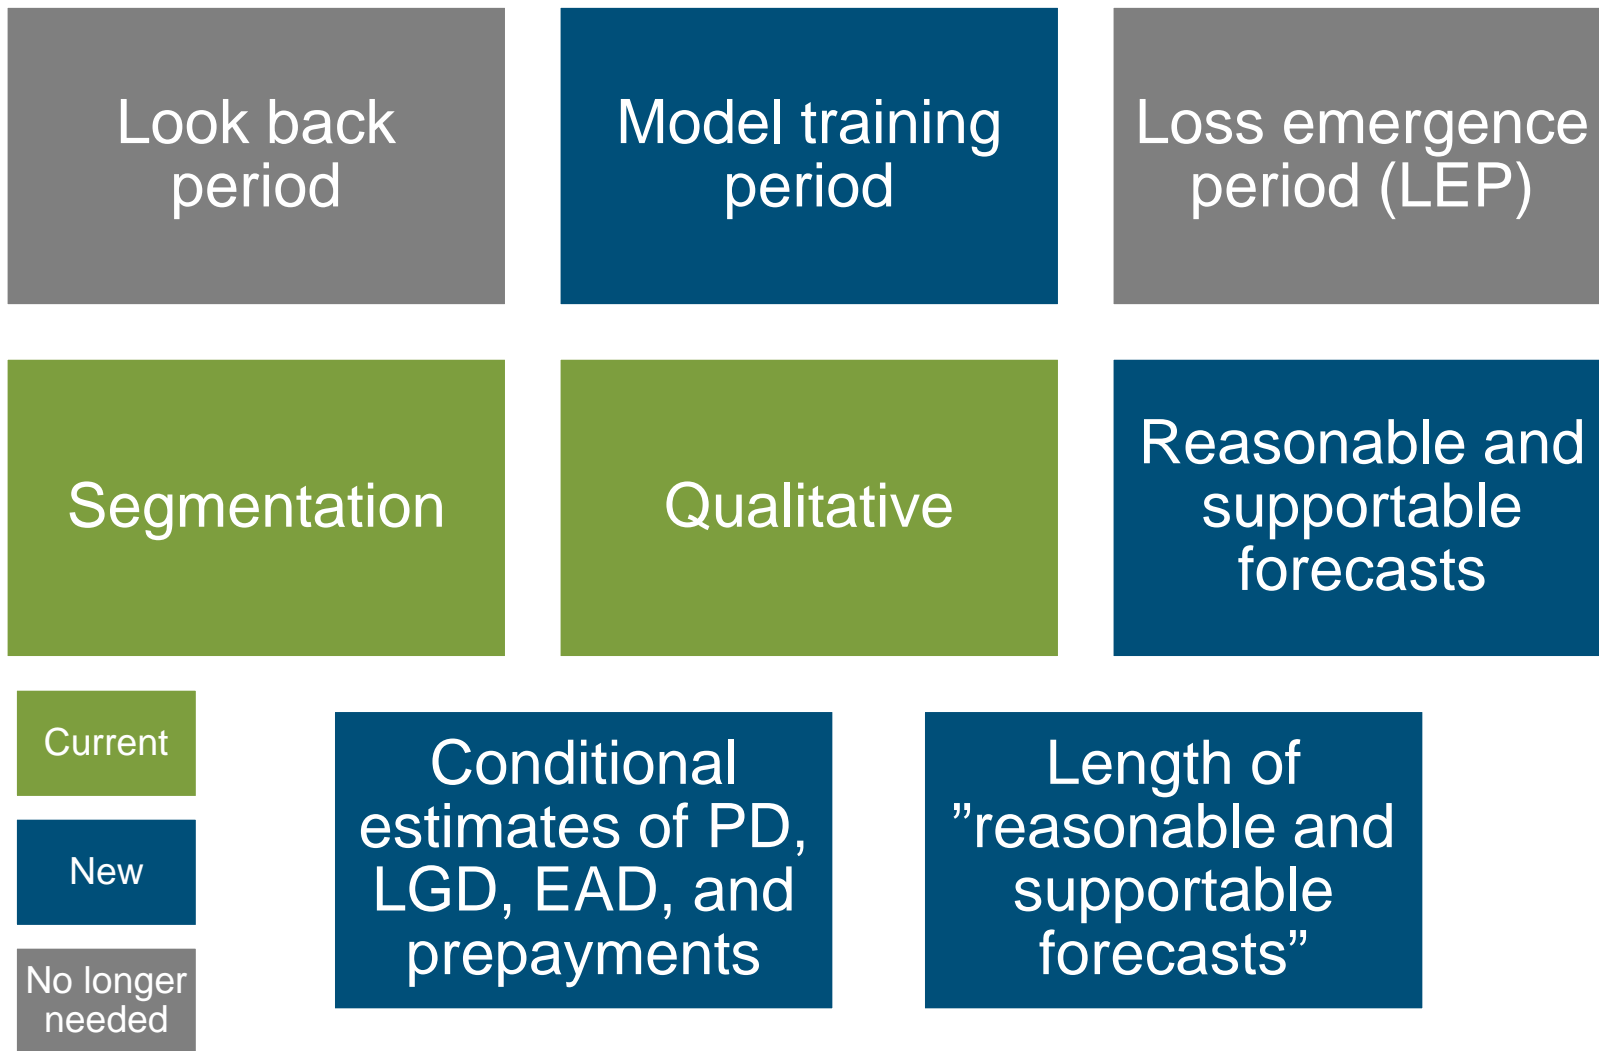 Look back
period
Model training
period
Loss emergence
period (LEP)
Segmentation
Qualitative
Reasonable and
supportable
forecasts
Current
New
No longer
needed
Conditional
estimates of PD,
LGD, EAD, and
prepayments
Length of
”reasonable and
supportable
forecasts”